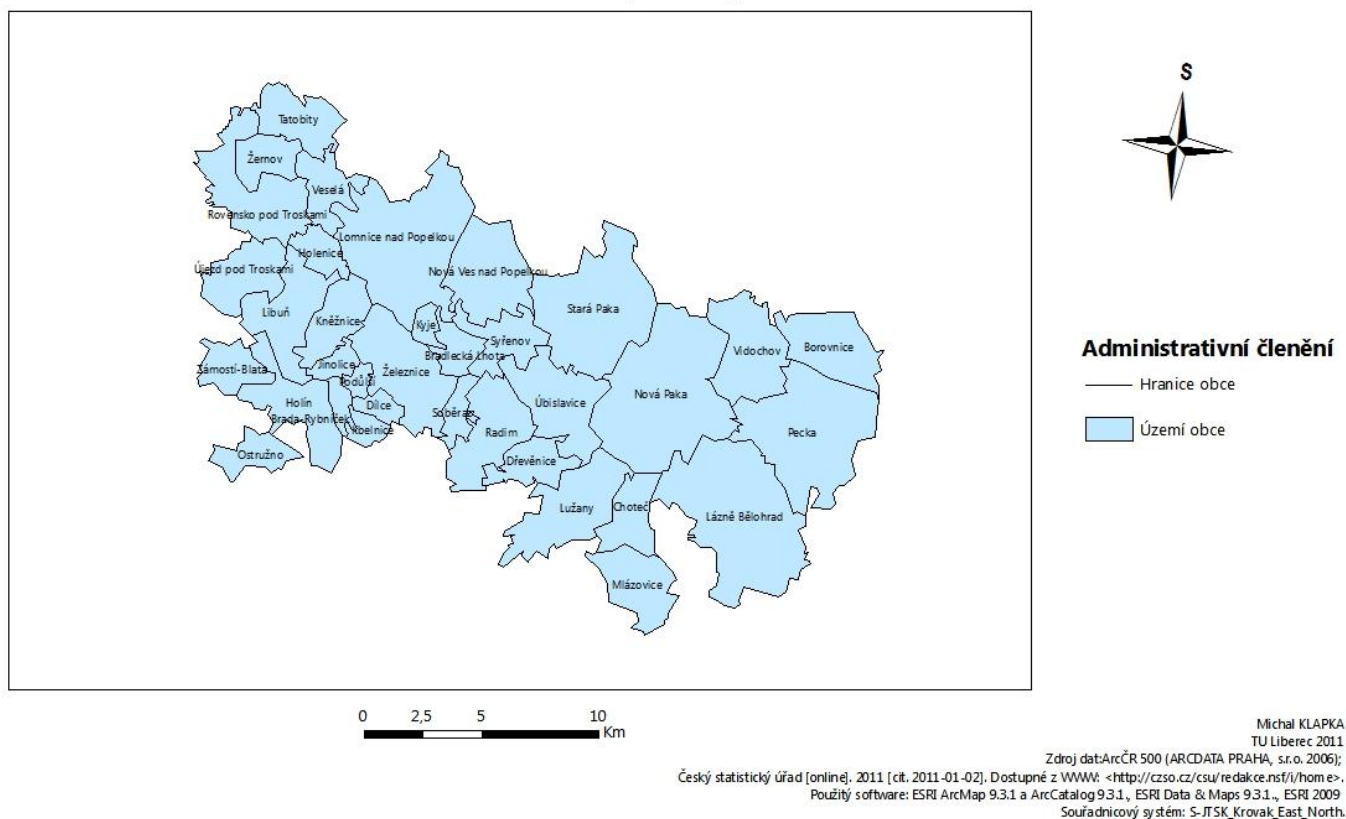 Tatobity
Žernov
Veselá
Rovensko pod Troskami
Lomnice nad Popelkou
Holenice
Újezd pod Troskami
Nová Ves nad Popelkou
Libuň
Kněžnice
Stará Paka
Kyje
Syřenov
Vidochov
Borovnice
Bradlecká Lhota
Zámostí-Blata
Jinolice
Železnice
Podůlší
Nová Paka
Holín
Dílce
Úbislavice
Soběraz
Brada-Rybníček
Kbelnice
Radim
Pecka
Ostružno
Dřevěnice
Lužany
Choteč
Lázně Bělohrad
Mlázovice
S
Administrativní členění
Hranice obce
Území obce
0 2,5 5 10
Km
Michal KLAPKA
TU Liberec 2011
Zdroj dat:ArcČR 500 (ARCDATA PRAHA, s.r.o. 2006);
Český statistický úřad [online]. 2011 [cit. 2011-01-02]. Dostupné z WWW: <http://czso.cz/csu/redakce.nsf/i/home>.
Použitý software: ESRI ArcMap 9.3.1 a ArcCatalog 9.3.1., ESRI Data & Maps 9.3.1.., ESRI 2009
Souřadnicový systém: S-JTSK_Krovak_East_North.